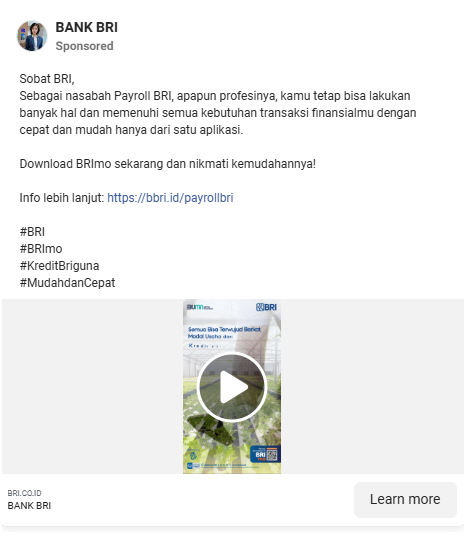 BANK BRI
Sponsored
Sobat BRI,
Sebagai nasabah Payroll BRI, apapun profesinya, kamu tetap bisa lakukan
banyak hal dan memenuhi semua kebutuhan transaksi finansialmu dengan
cepat dan mudah hanya dari satu aplikasi.
Download BRImo sekarang dan nikmati kemudahannya!
Info lebih lanjut: https://bbri.id/payrollbri
#BRI
#BRImo
#KreditBriguna
#MudahdanCepat
BUMN
BRI
Semua Bisa Terwujud Berkat
Modal Usaha dari
BRI
BRI.CO.ID
BANK BRI
Learn more